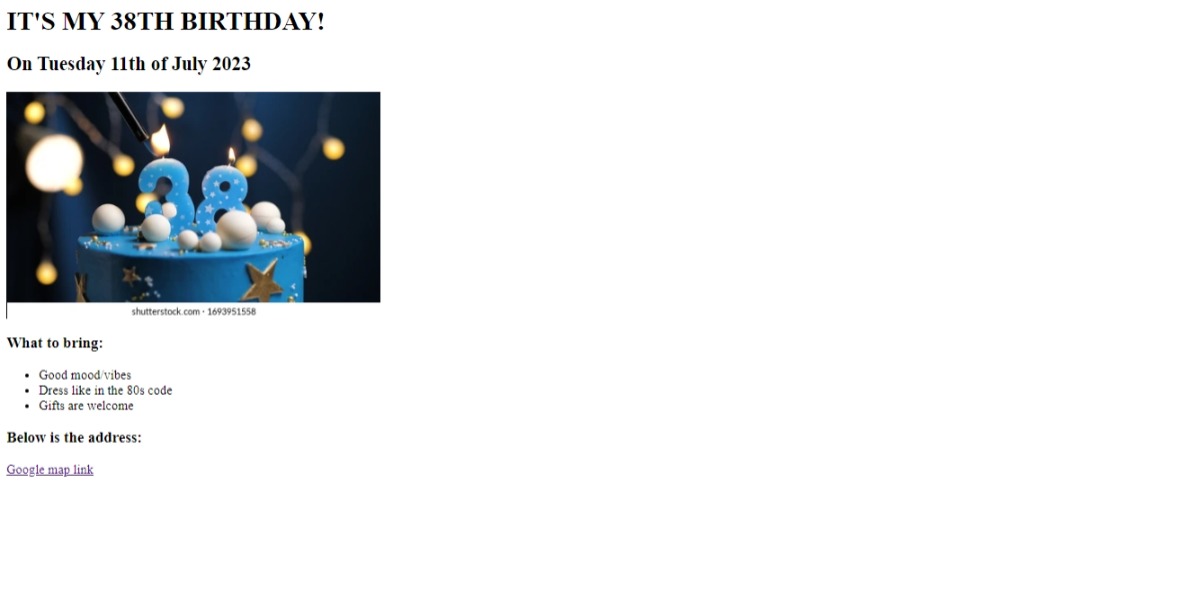 IT'S MY 38TH BIRTHDAY!
On Tuesday 11th of July 2023
38
shutterstock.com · 1693951558
What to bring:
Good mood/vibes
Dress like in the 80s code
Gifts are welcome
Below is the address:
Google map link